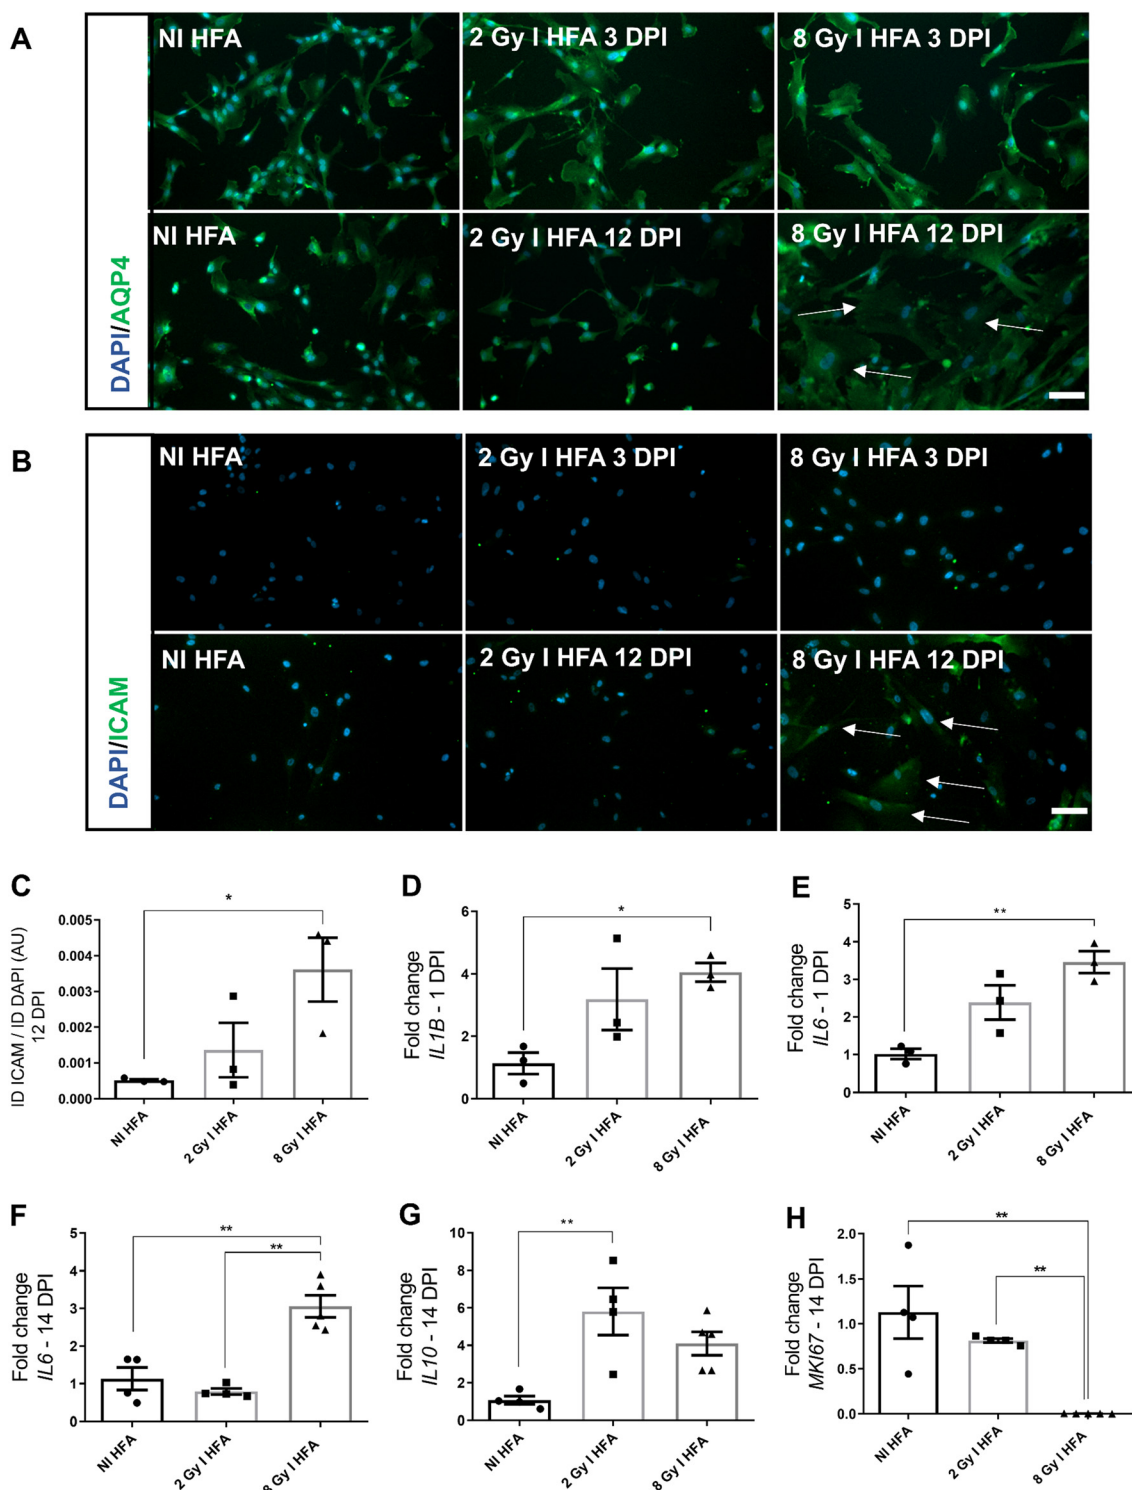 A
DAPI/AQP4
NI HFA
2 Gy I HFA 3 DPI
8 Gy I HFA 3 DPI
NI HFA
2 Gy I HFA 12 DPI
8 Gy I HFA 12 DPI
B
DAPI/ICAM
NI HFA
2 Gy I HFA 3 DPI
8 Gy I HFA 3 DPI
NI HFA
2 Gy I HFA 12 DPI
8 Gy I HFA 12 DPI
C
ID ICAM / ID DAPI (AU)
12 DPI
0.005
0.004
0.003
0.002
0.001
0.000
*
NI HFA
2 Gy I HFA
8 Gy I HFA
D
Fold change
IL1B - 1 DPI
6
4
2
0
*
NI HFA
2 Gy I HFA
8 Gy I HFA
E
Fold change
IL6 - 1 DPI
5
4
3
2
1
0
**
NI HFA
2 Gy I HFA
8 Gy I HFA
F
Fold change
IL6 - 14 DPI
5
4
3
2
1
0
**
**
NI HFA
2 Gy I HFA
8 Gy I HFA
G
Fold change
IL10 - 14 DPI
10
8
6
4
2
0
**
NI HFA
2 Gy I HFA
8 Gy I HFA
H
Fold change
MKI67 - 14 DPI
2.0
1.5
1.0
0.5
0.0
**
**
NI HFA
2 Gy I HFA
8 Gy I HFA